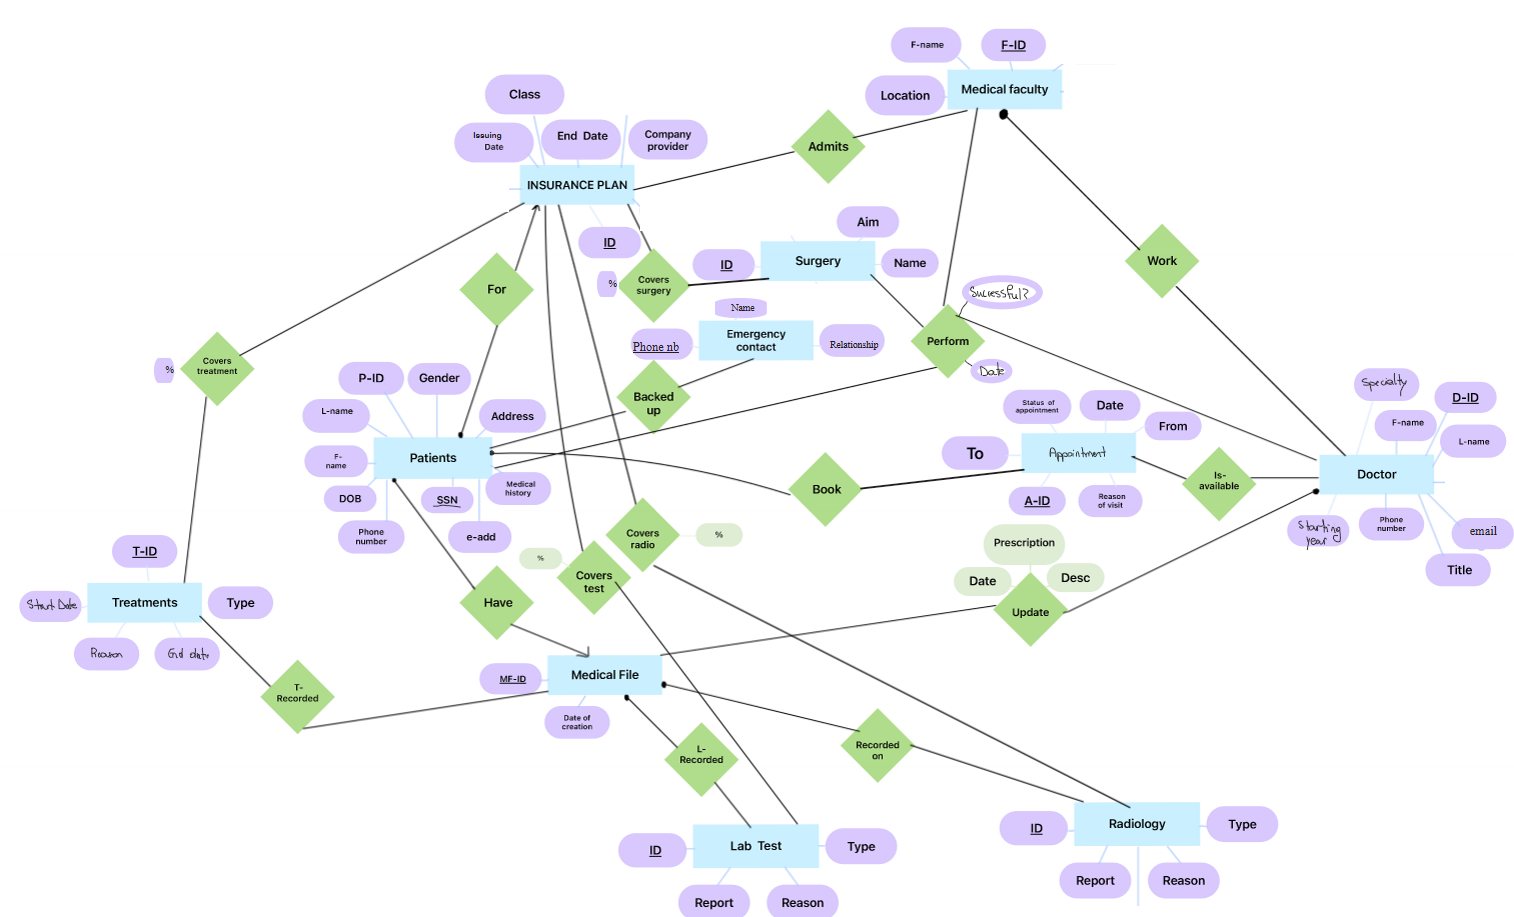 F-name
F-ID
Location
Medical faculty
Class
Issuing
Date
End Date
Company
provider
INSURANCE PLAN
ID
Admits
Aim
Surgery
ID
Name
Work
For
%
Covers
surgery
Successful?
Name
Emergency
contact
Phone nb
Relationship
Perform
Date
Covers
treatment
%
P-ID
Gender
L-name
Address
Backed
up
Specialty
D-ID
F-name
L-name
Status of
appointment
Date
From
To
Appointment
F-
name
Patients
DOB
SSN
Medical
history
Phone
number
e-add
Book
A-ID
Reason
of visit
Is-
available
Doctor
Starting
year
Phone
number
email
Title
Covers
radio
%
%
Covers
test
Prescription
Date
Desc
Update
T-ID
Start Date
Treatments
Type
Reason
Have
T-
Recorded
MF-ID
Medical File
Date of
creation
L-
Recorded
Recorded
on
ID
Lab Test
Type
Report
Reason
ID
Radiology
Type
Report
Reason